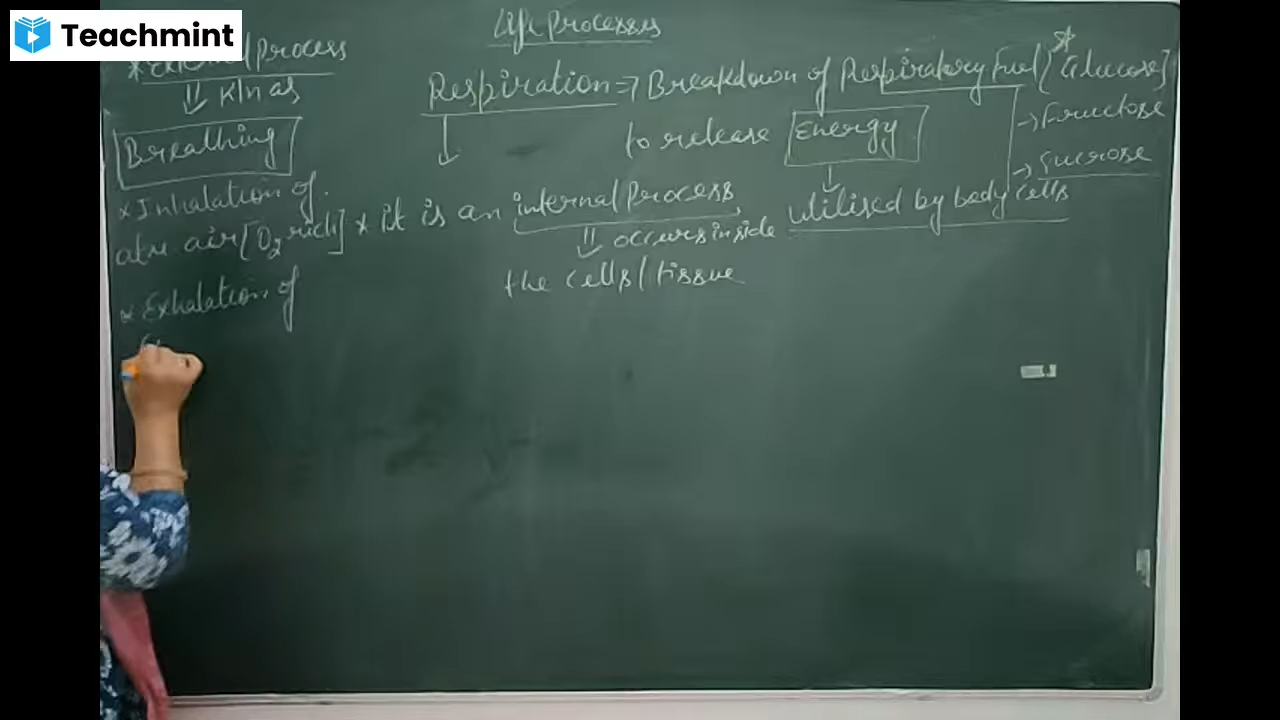 Teachmint
Life Processes
* External Process
K/n as
Breathing
* Inhalation of
atm air [O2 rich]
* Exhalation of
Respiration → Breakdown of Respiratory fuel [* Glucose]
→ Fructose
→ Sucrose
to release Energy
utilised by body cells
* it is an internal Process
occurs inside
the cells / tissue